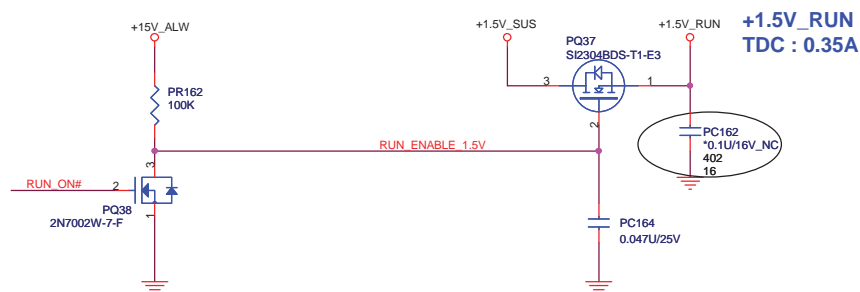 +15V_ALW
+1.5V_SUS
+1.5V_RUN
+1.5V_RUN
TDC : 0.35A
PQ37
SI2304BDS-T1-E3
3
1
2
PR162
100K
RUN_ENABLE_1.5V
PC162
*0.1U/16V_NC
402
16
3
RUN_ON#
2
1
PQ38
2N7002W-7-F
PC164
0.047U/25V